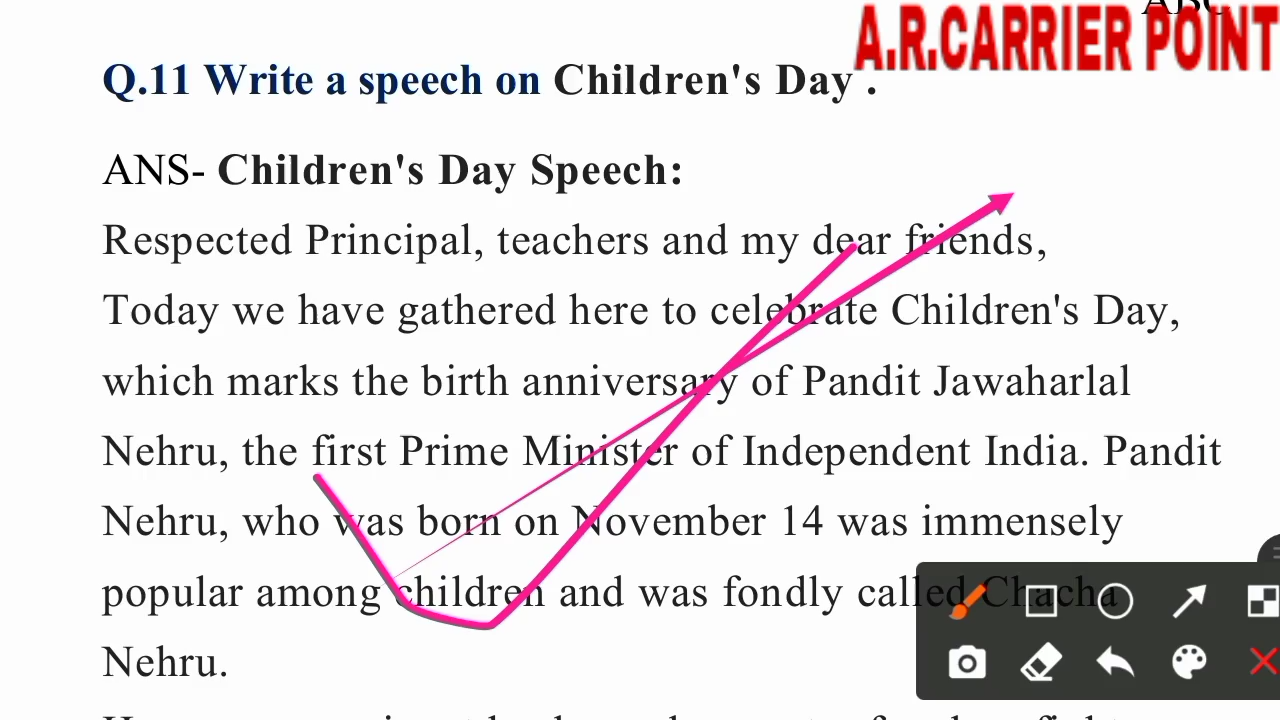 A.R.CARRIER POINT
Q.11 Write a speech on Children's Day .
ANS- Children's Day Speech:
Respected Principal, teachers and my dear friends,
Today we have gathered here to celebrate Children's Day,
which marks the birth anniversary of Pandit Jawaharlal
Nehru, the first Prime Minister of Independent India. Pandit
Nehru, who was born on November 14 was immensely
popular among children and was fondly called Chacha
Nehru.